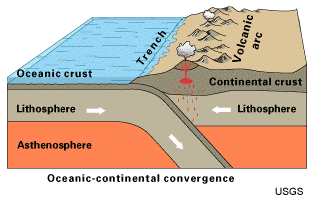 Trench
Volcanic
arc
Oceanic crust
Continental crust
Lithosphere
Lithosphere
Asthenosphere
Oceanic-continental convergence
USGS